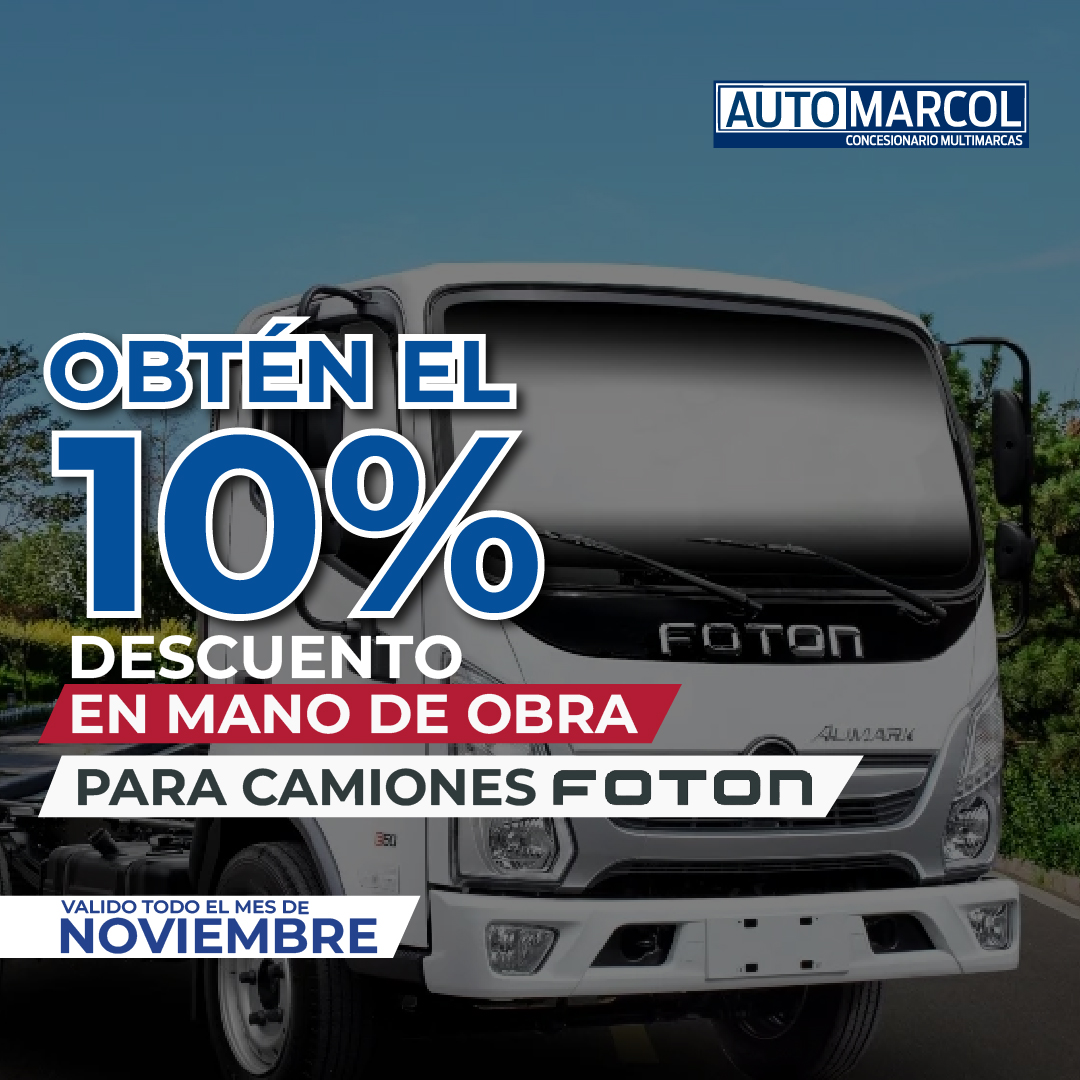 AUTOMARCOL
CONCESIONARIO MULTIMARCAS
OBTÉN EL
10%
DESCUENTO
EN MANO DE OBRA
PARA CAMIONES FOTON
VALIDO TODO EL MES DE
NOVIEMBRE
FOTON
AUMARK
E50